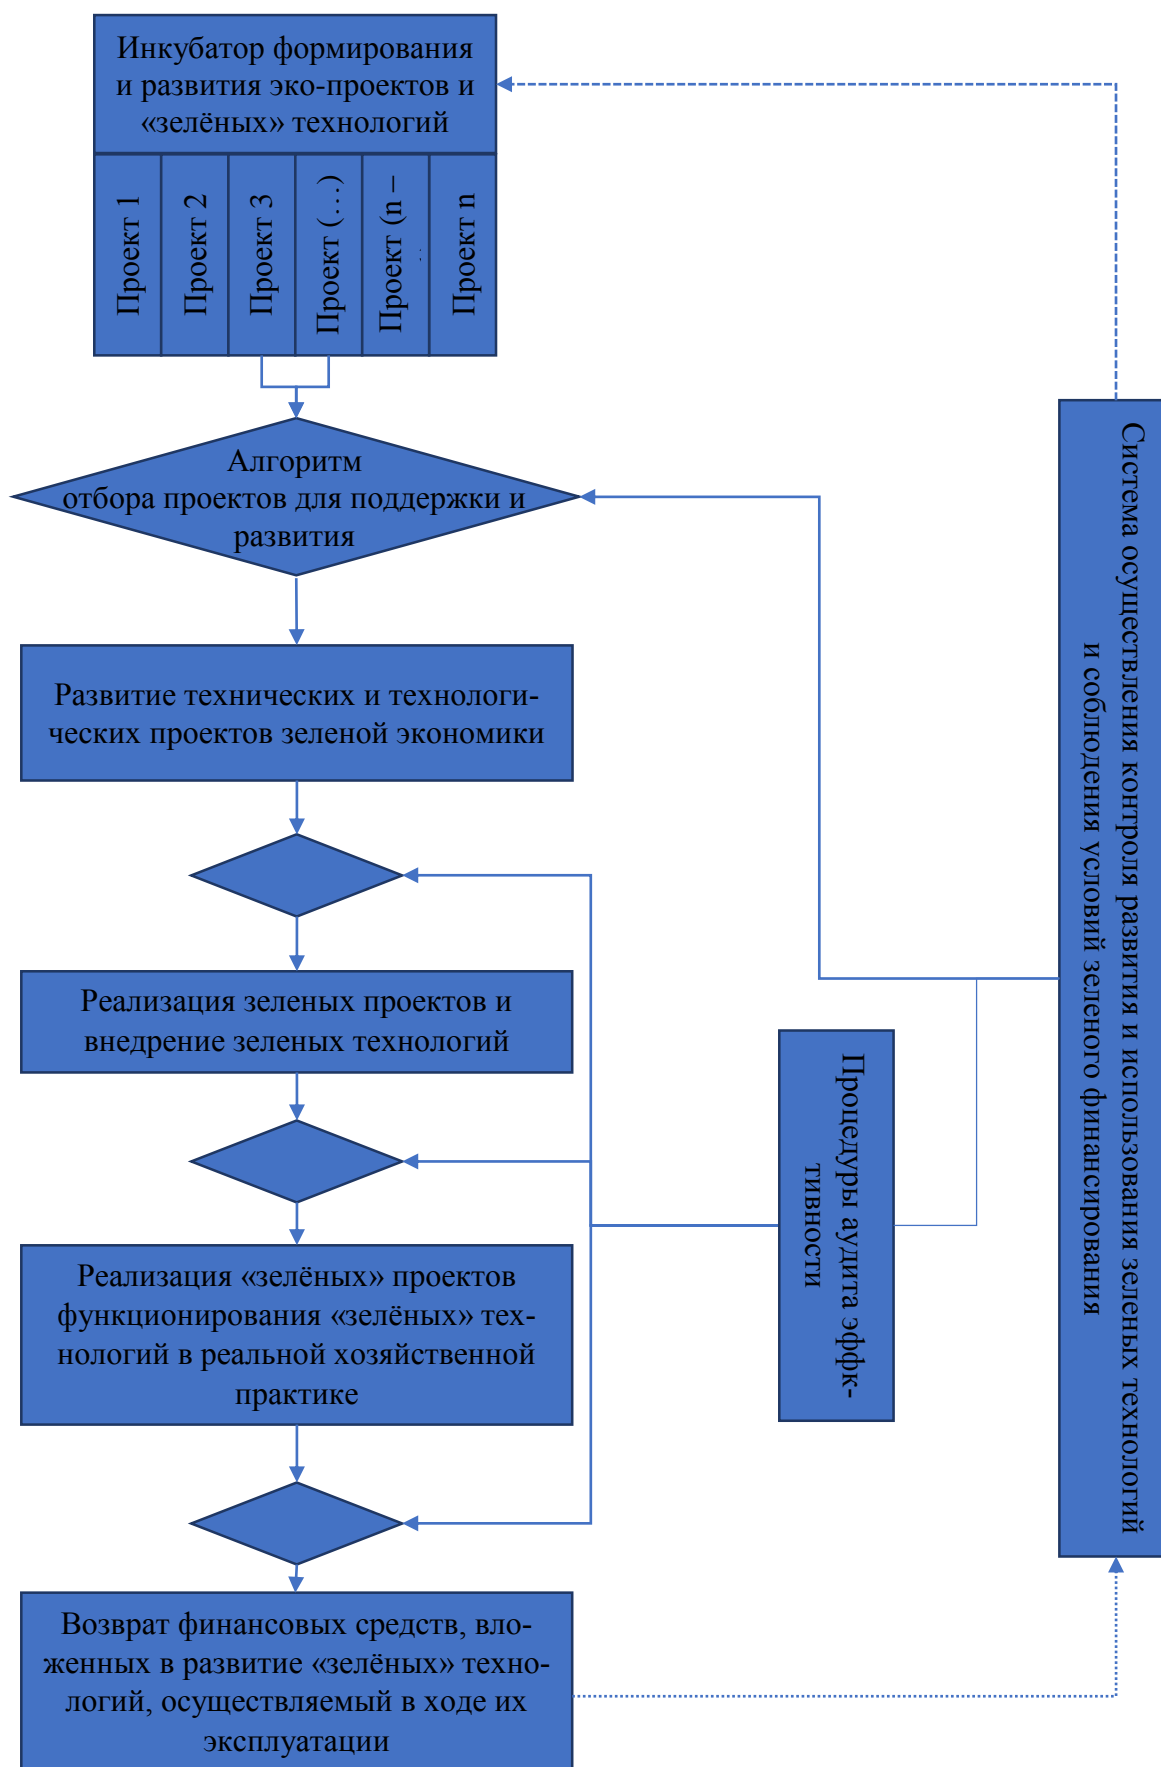 Инкубатор формирования
и развития эко-проектов и
«зелёных» технологий
Проект 1
Проект 2
Проект 3
Проект (…)
Проект (n –
Проект n
Алгоритм
отбора проектов для поддержки и
развития
Развитие технических и технологи-
ческих проектов зеленой экономики
Реализация зеленых проектов и
внедрение зеленых технологий
Реализация «зелёных» проектов
функционирования «зелёных» тех-
нологий в реальной хозяйственной
практике
Возврат финансовых средств, вло-
женных в развитие «зелёных» техно-
логий, осуществляемый в ходе их
эксплуатации
Процедуры аудита эффк-
тивности
Система осуществления контроля развития и использования зеленых технологий
и соблюдения условий зеленого финансирования